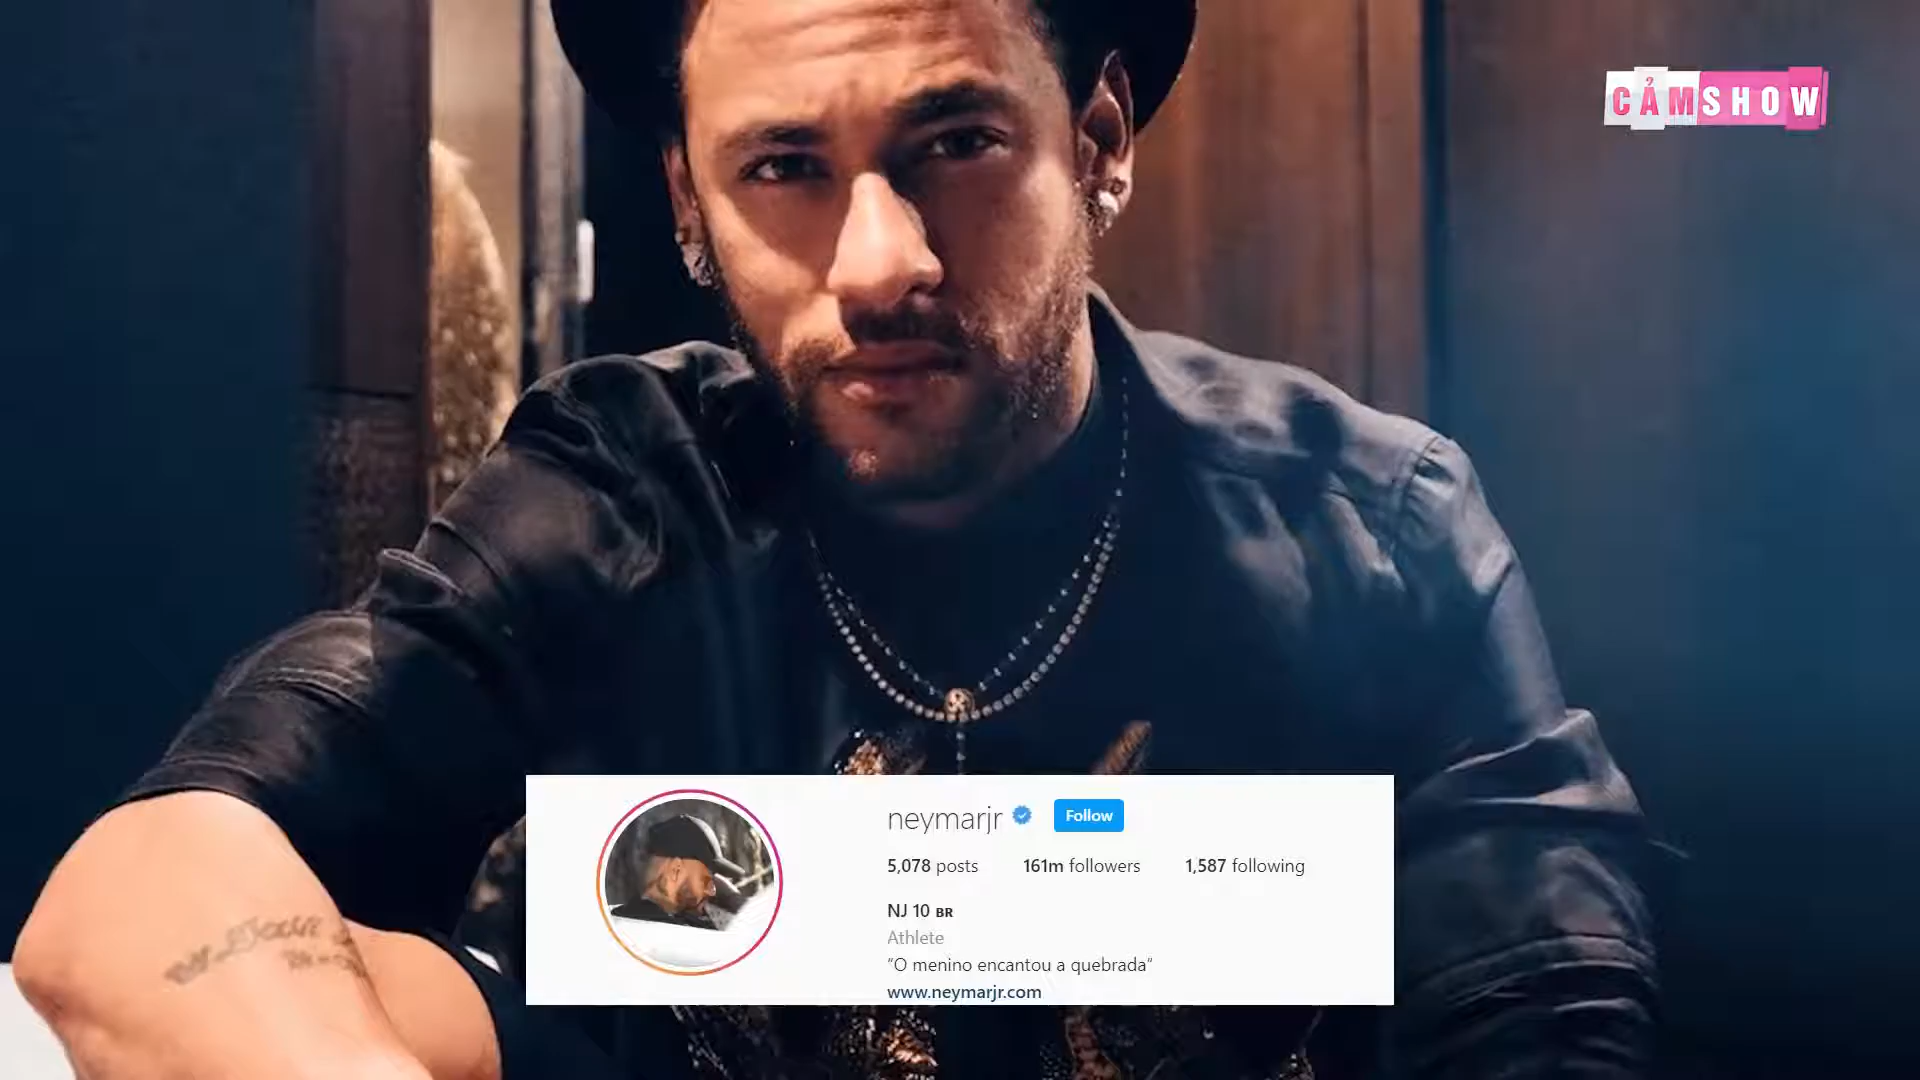 CẢMSHOW
neymarjr Follow
5,078 posts 161m followers 1,587 following
NJ 10 BR
Athlete
“O menino encantou a quebrada”
www.neymarjr.com